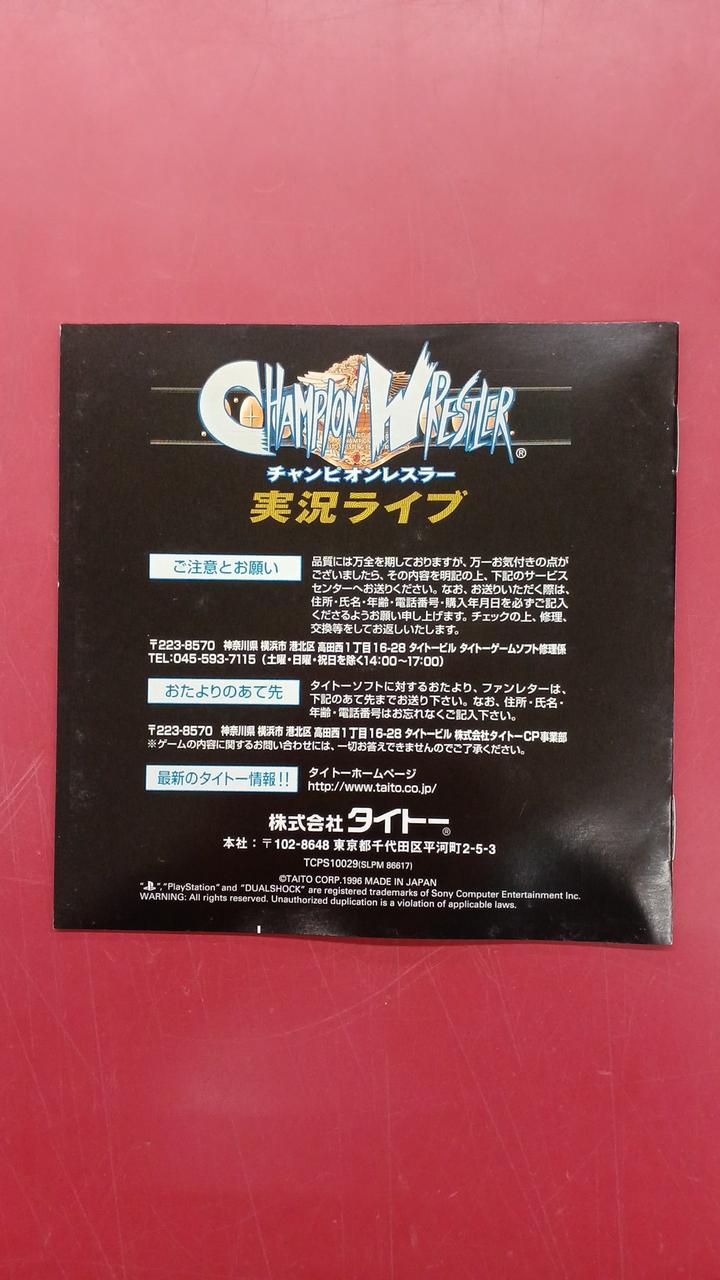 CHAMPION WRESTLER®
チャンピオンレスラー
実況ライブ
ご注意とお願い
品質には万全を期しておりますが、万一お気付きの点が
ございましたら、その内容を明記の上、下記のサービス
センターへお送りください。なお、お送りいただく際は、
住所・氏名・年齢・電話番号・購入年月日を必ずご記入
くださるようお願い申し上げます。チェックの上、修理、
交換等をしてお返しいたします。
〒223-8570 神奈川県 横浜市 港北区 高田西1丁目16-28 タイトービル タイトーゲームソフト修理係
TEL:045-593-7115（土曜・日曜・祝日を除く14:00～17:00）
おたよりのあて先
タイトーソフトに対するおたより、ファンレターは、
下記のあて先までお送り下さい。なお、住所・氏名・
年齢・電話番号はお忘れなくご記入下さい。
〒223-8570 神奈川県 横浜市 港北区 高田西1丁目16-28 タイトービル 株式会社タイトーCP事業部
※ゲームの内容に関するお問い合わせには、一切お答えできませんのでご了承ください。
最新のタイトー情報!!
タイトーホームページ
http://www.taito.co.jp/
株式会社タイトー®
本社：〒102-8648 東京都千代田区平河町2-5-3
TCPS10029(SLPM 86617)
©TAITO CORP.1996 MADE IN JAPAN
"PS","PlayStation" and "DUALSHOCK" are registered trademarks of Sony Computer Entertainment Inc.
WARNING: All rights reserved. Unauthorized duplication is a violation of applicable laws.